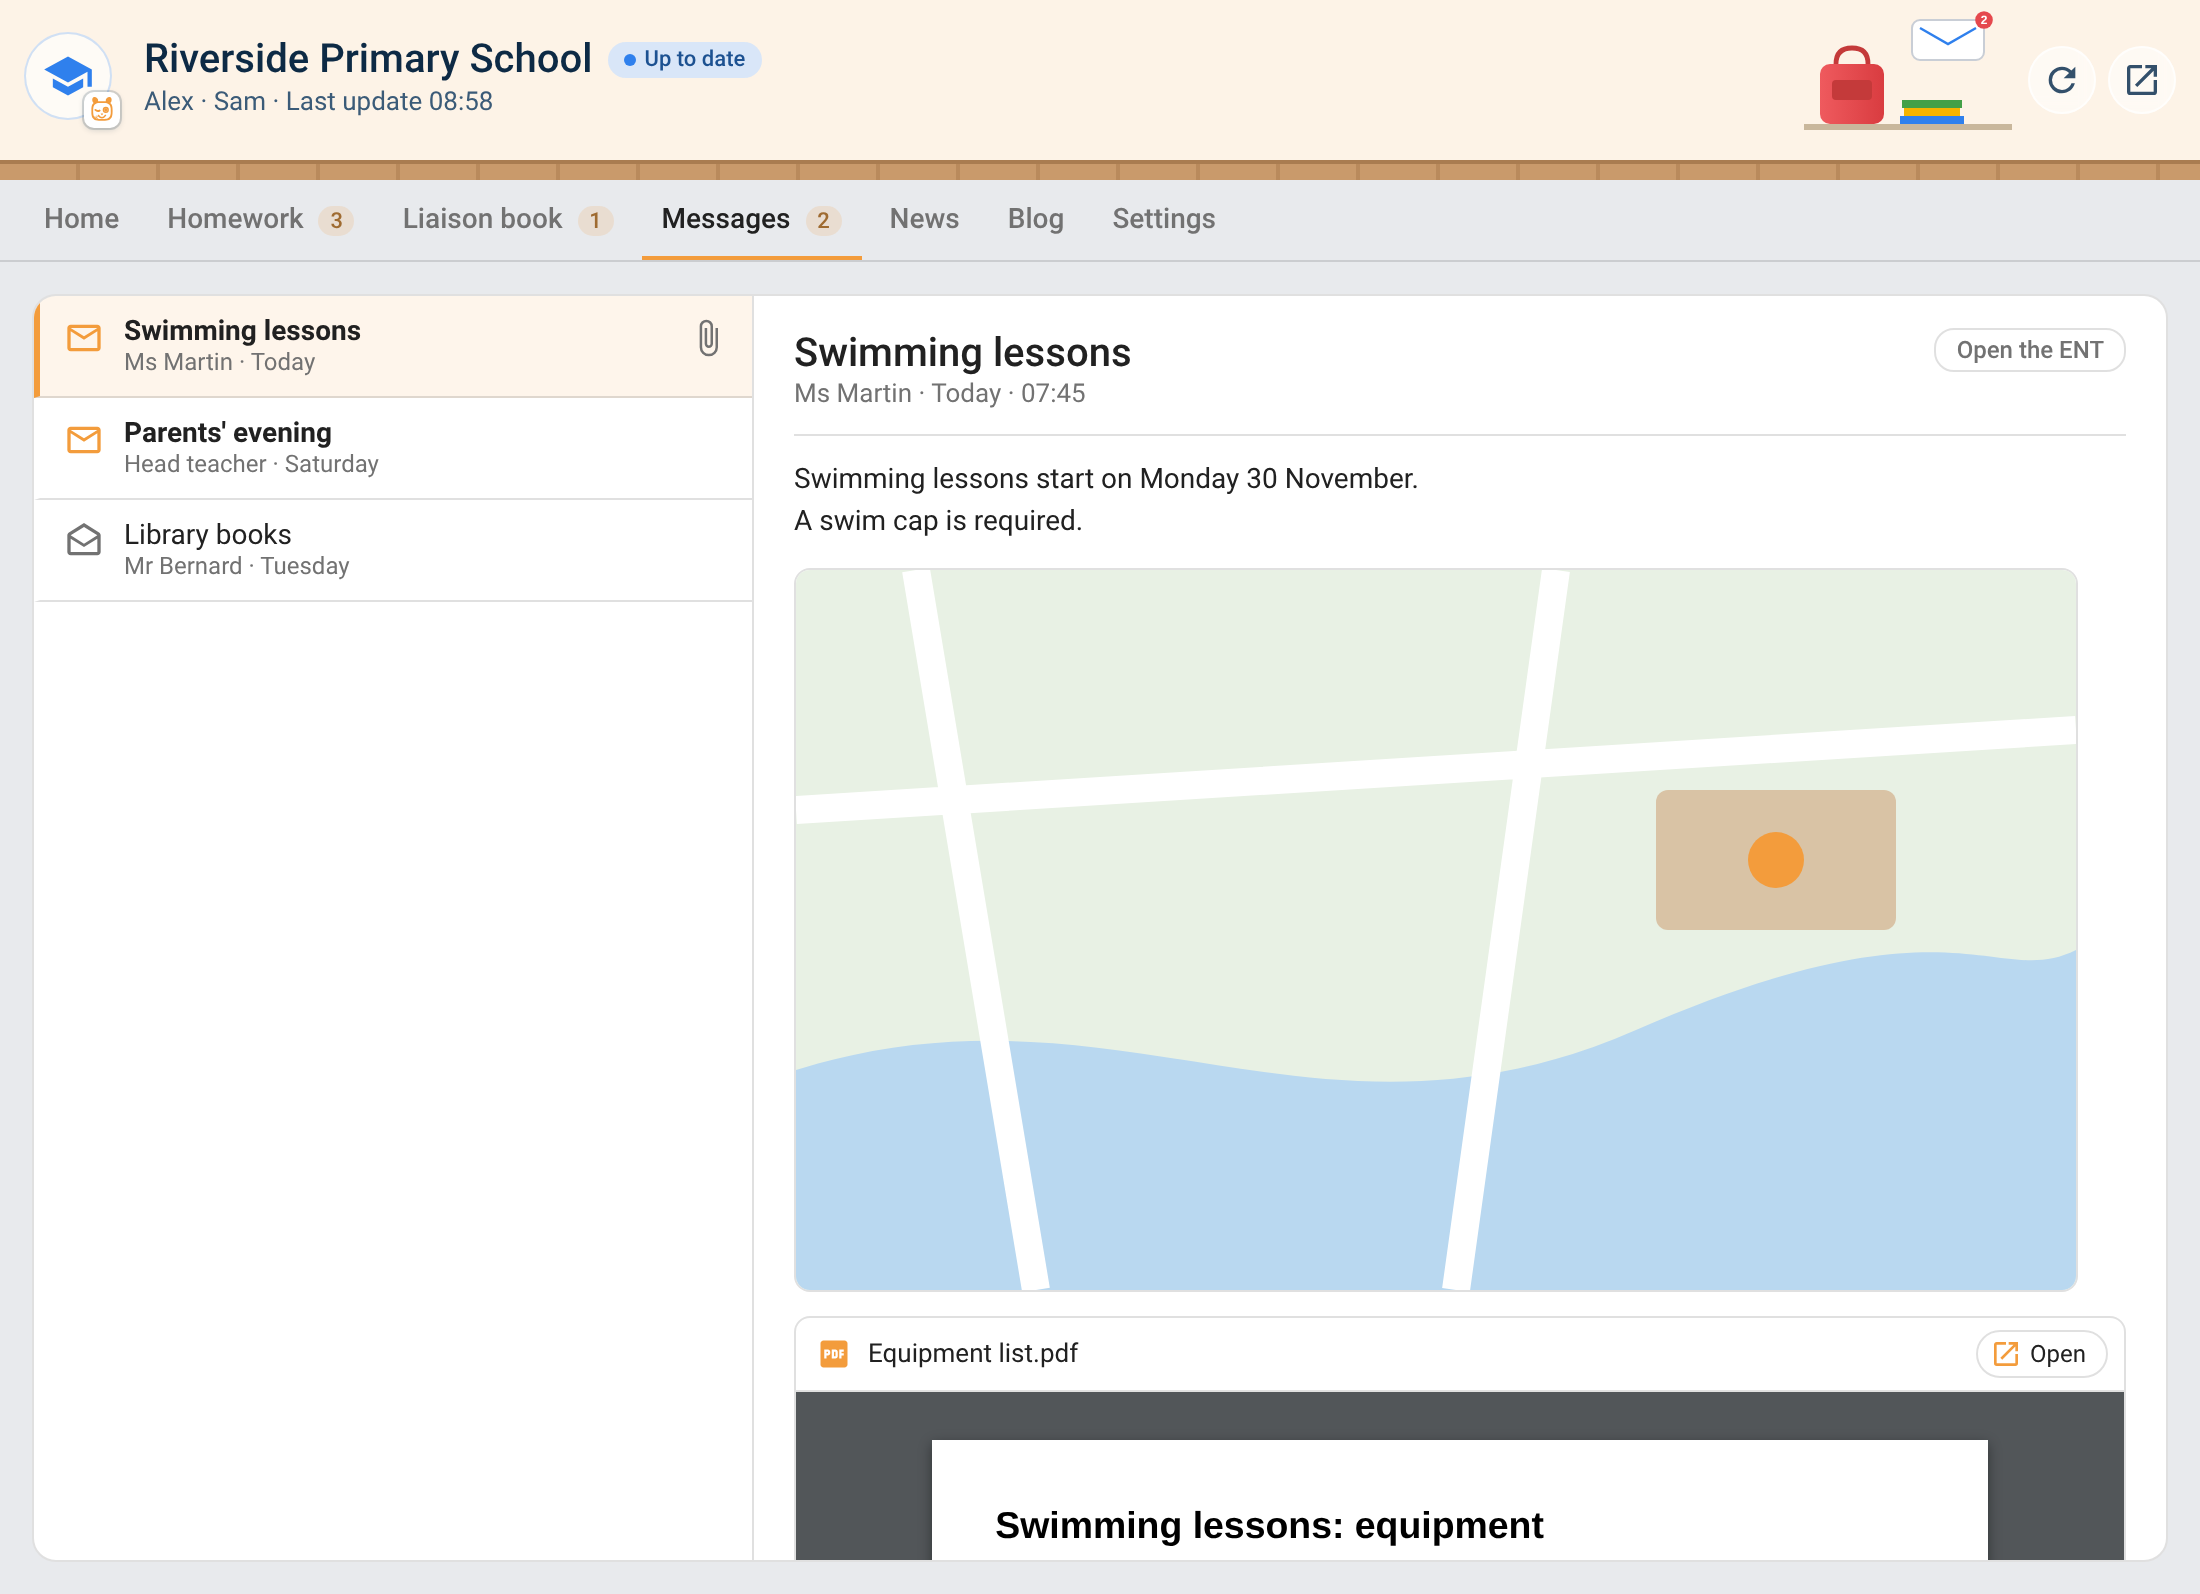 Riverside Primary School
Up to date
Alex · Sam · Last update 08:58
2
Home
Homework 3
Liaison book 1
Messages 2
News
Blog
Settings
Swimming lessons
Ms Martin · Today
Parents' evening
Head teacher · Saturday
Library books
Mr Bernard · Tuesday
Swimming lessons
Open the ENT
Ms Martin · Today · 07:45
Swimming lessons start on Monday 30 November.
A swim cap is required.
PDF
Equipment list.pdf
Open
Swimming lessons: equipment